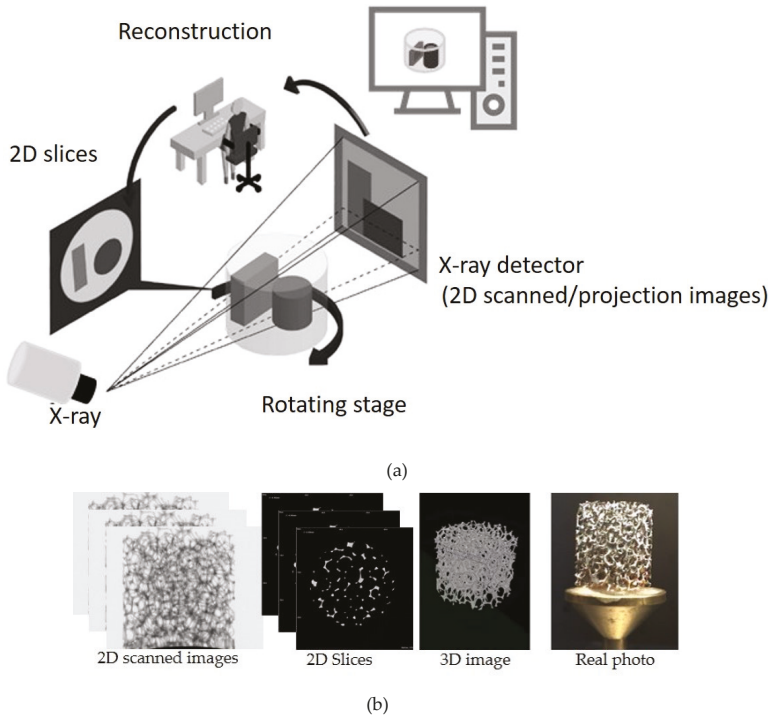 Reconstruction
2D slices
X-ray detector
(2D scanned/projection images)
X-ray
Rotating stage
(a)
2D scanned images
2D Slices
3D image
Real photo
(b)